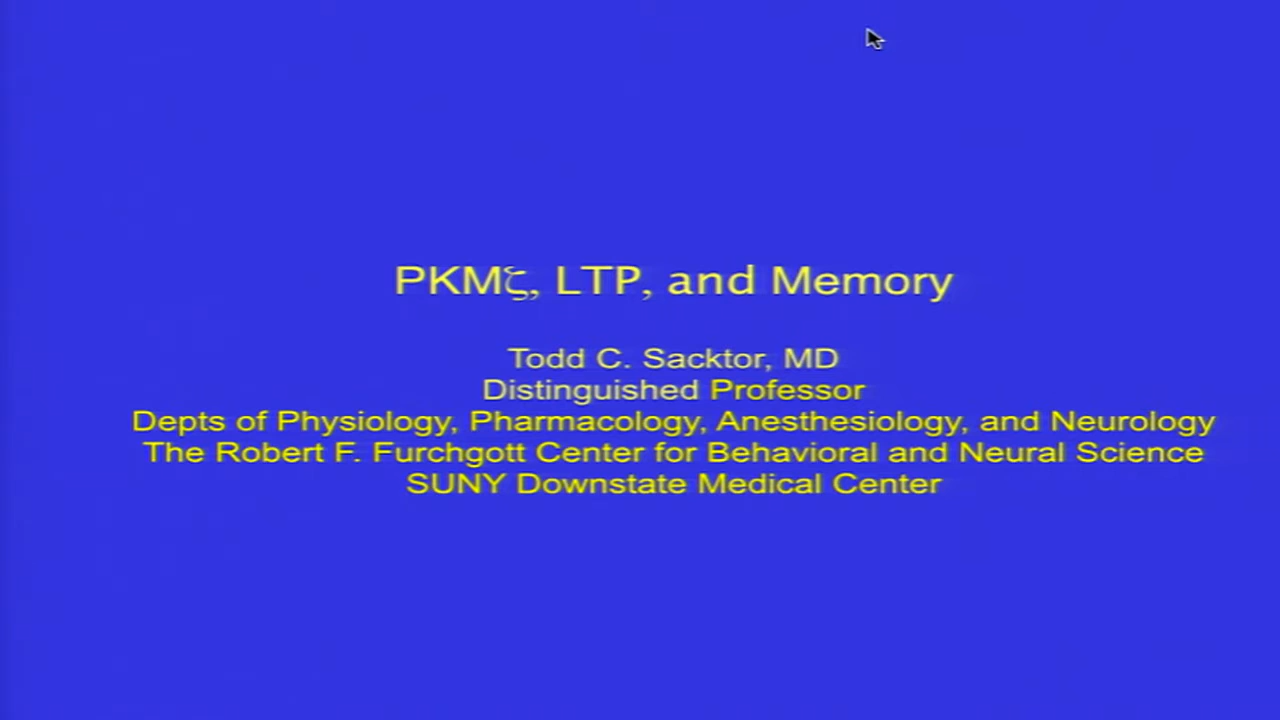 PKMζ, LTP, and Memory
Todd C. Sacktor, MD
Distinguished Professor
Depts of Physiology, Pharmacology, Anesthesiology, and Neurology
The Robert F. Furchgott Center for Behavioral and Neural Science
SUNY Downstate Medical Center